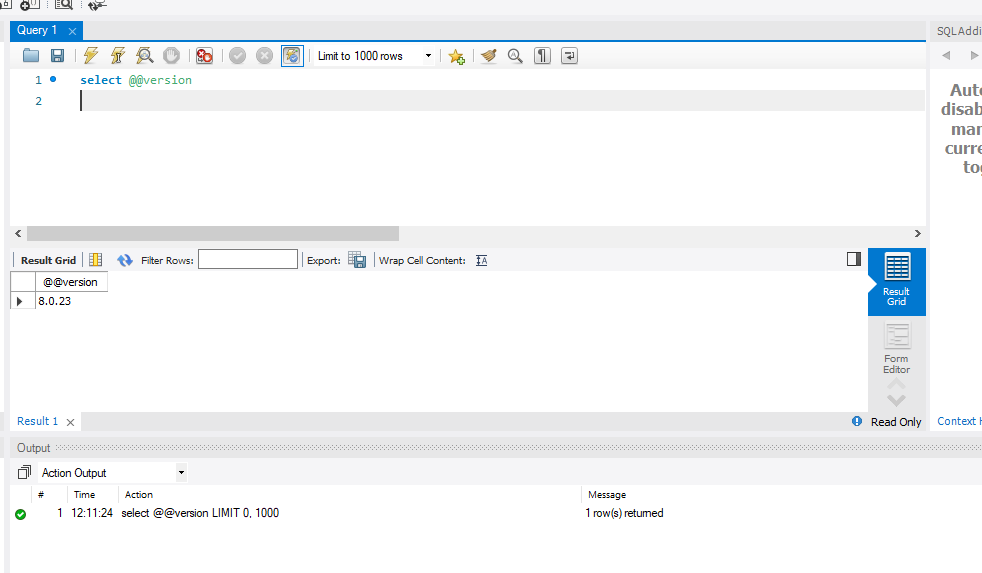 Query 1
SQLAddi
Limit to 1000 rows
1 select @@version
2
Auto
disab
man
curre
tog
Result Grid Filter Rows: Export: Wrap Cell Content:
@@version
8.0.23
Result
Grid
Form
Editor
Result 1 Read Only Context H
Output
Action Output
# Time Action Message
1 12:11:24 select @@version LIMIT 0, 1000 1 row(s) returned